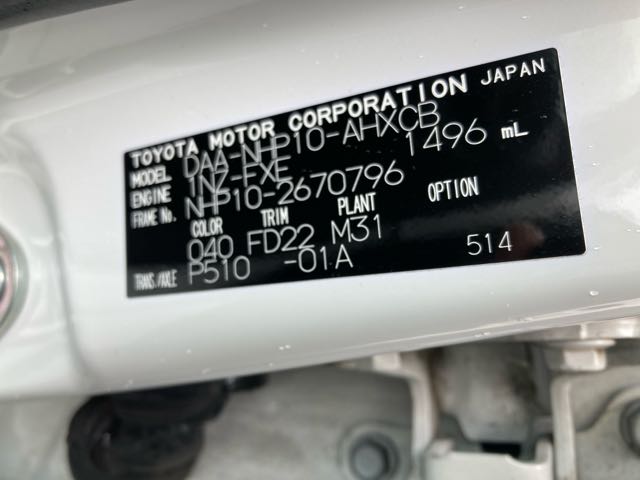 TOYOTA MOTOR CORPORATION JAPAN
MODEL DAA-NHP10-AHXCB
ENGINE 1NZ-FXE 1496 mL
FRAME No. NHP10-2670796
COLOR TRIM PLANT OPTION
040 FD22 M31
TRANS./AXLE P510 -01A 514